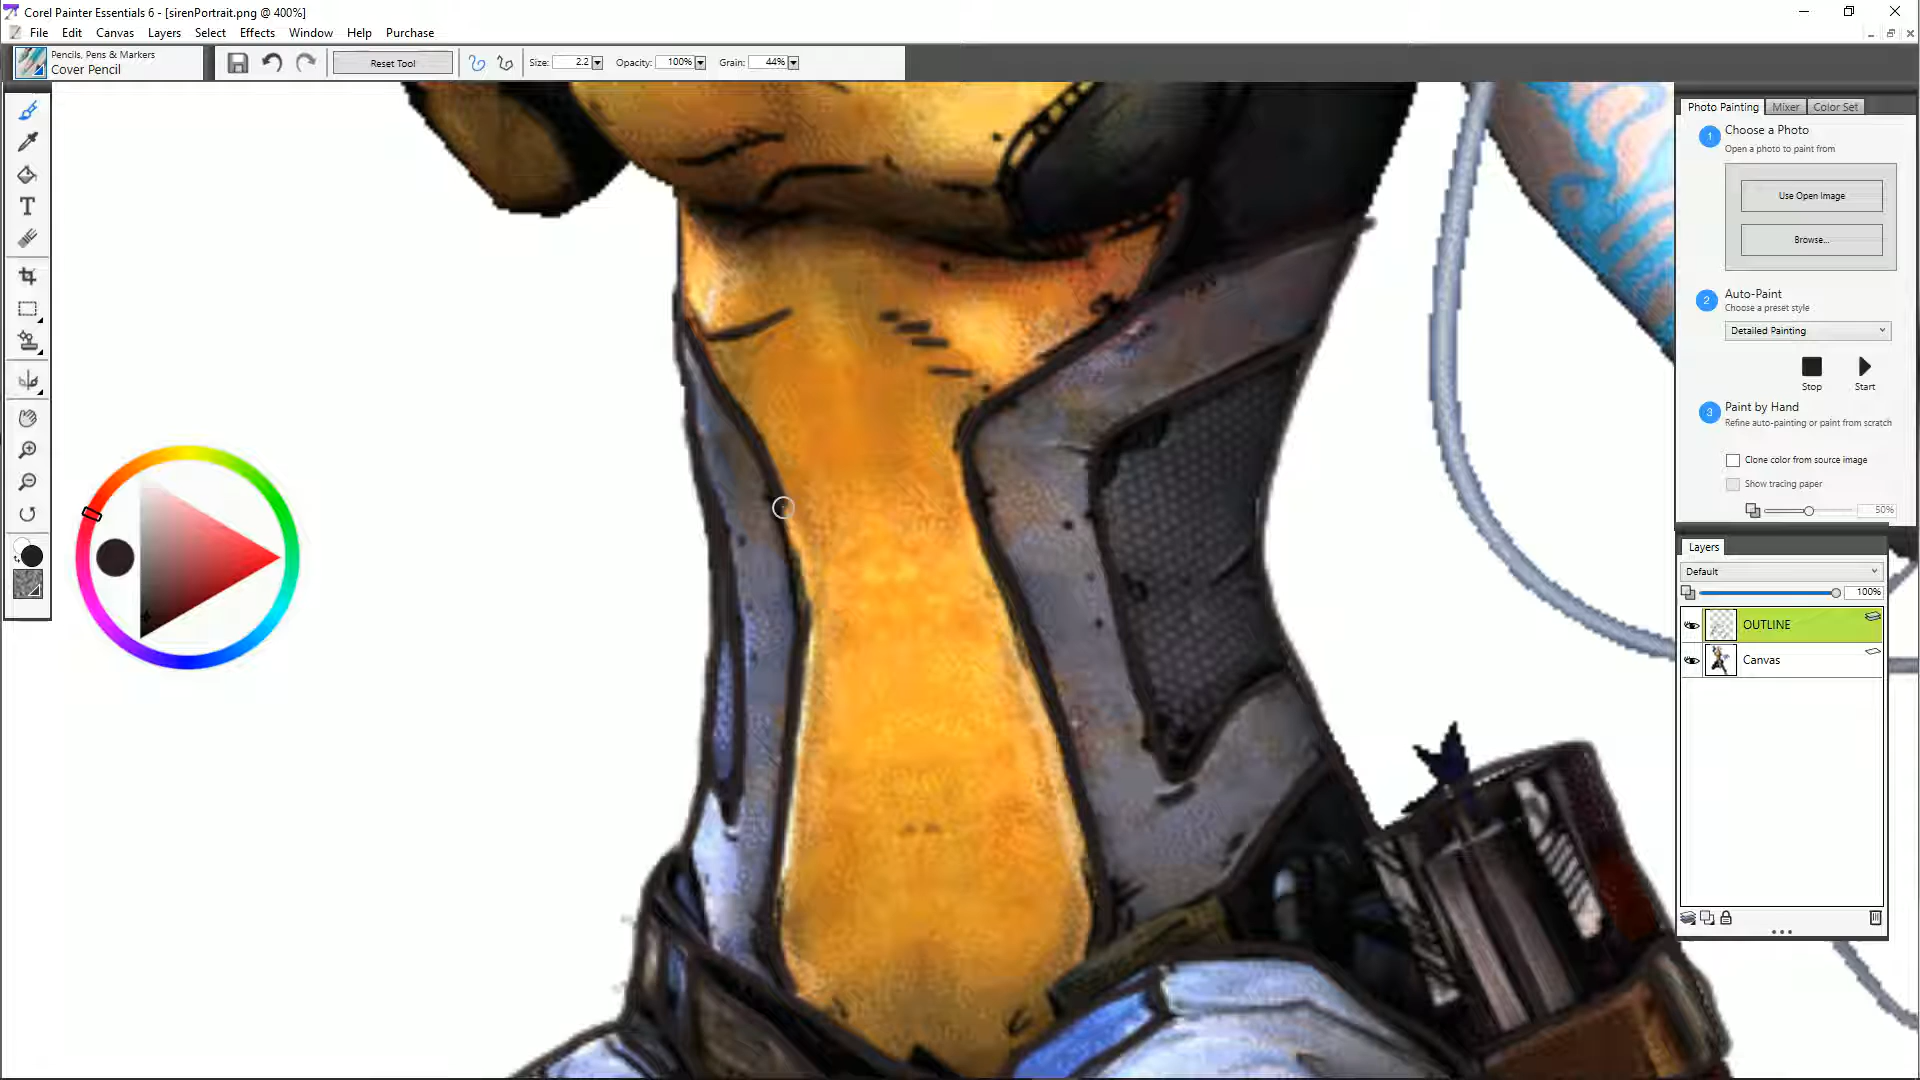 Corel Painter Essentials 6 - [sirenPortrait.png @ 400%]
File Edit Canvas Layers Select Effects Window Help Purchase
Pencils, Pens & Markers
Cover Pencil
Reset Tool
Size: 2.2 Opacity: 100% Grain: 44%
Photo Painting Mixer Color Set
1 Choose a Photo
Open a photo to paint from
Use Open Image
Browse...
2 Auto-Paint
Choose a preset style
Detailed Painting
Stop Start
3 Paint by Hand
Refine auto-painting or paint from scratch
Clone color from source image
Show tracing paper
50%
Layers
Default
100%
OUTLINE
Canvas